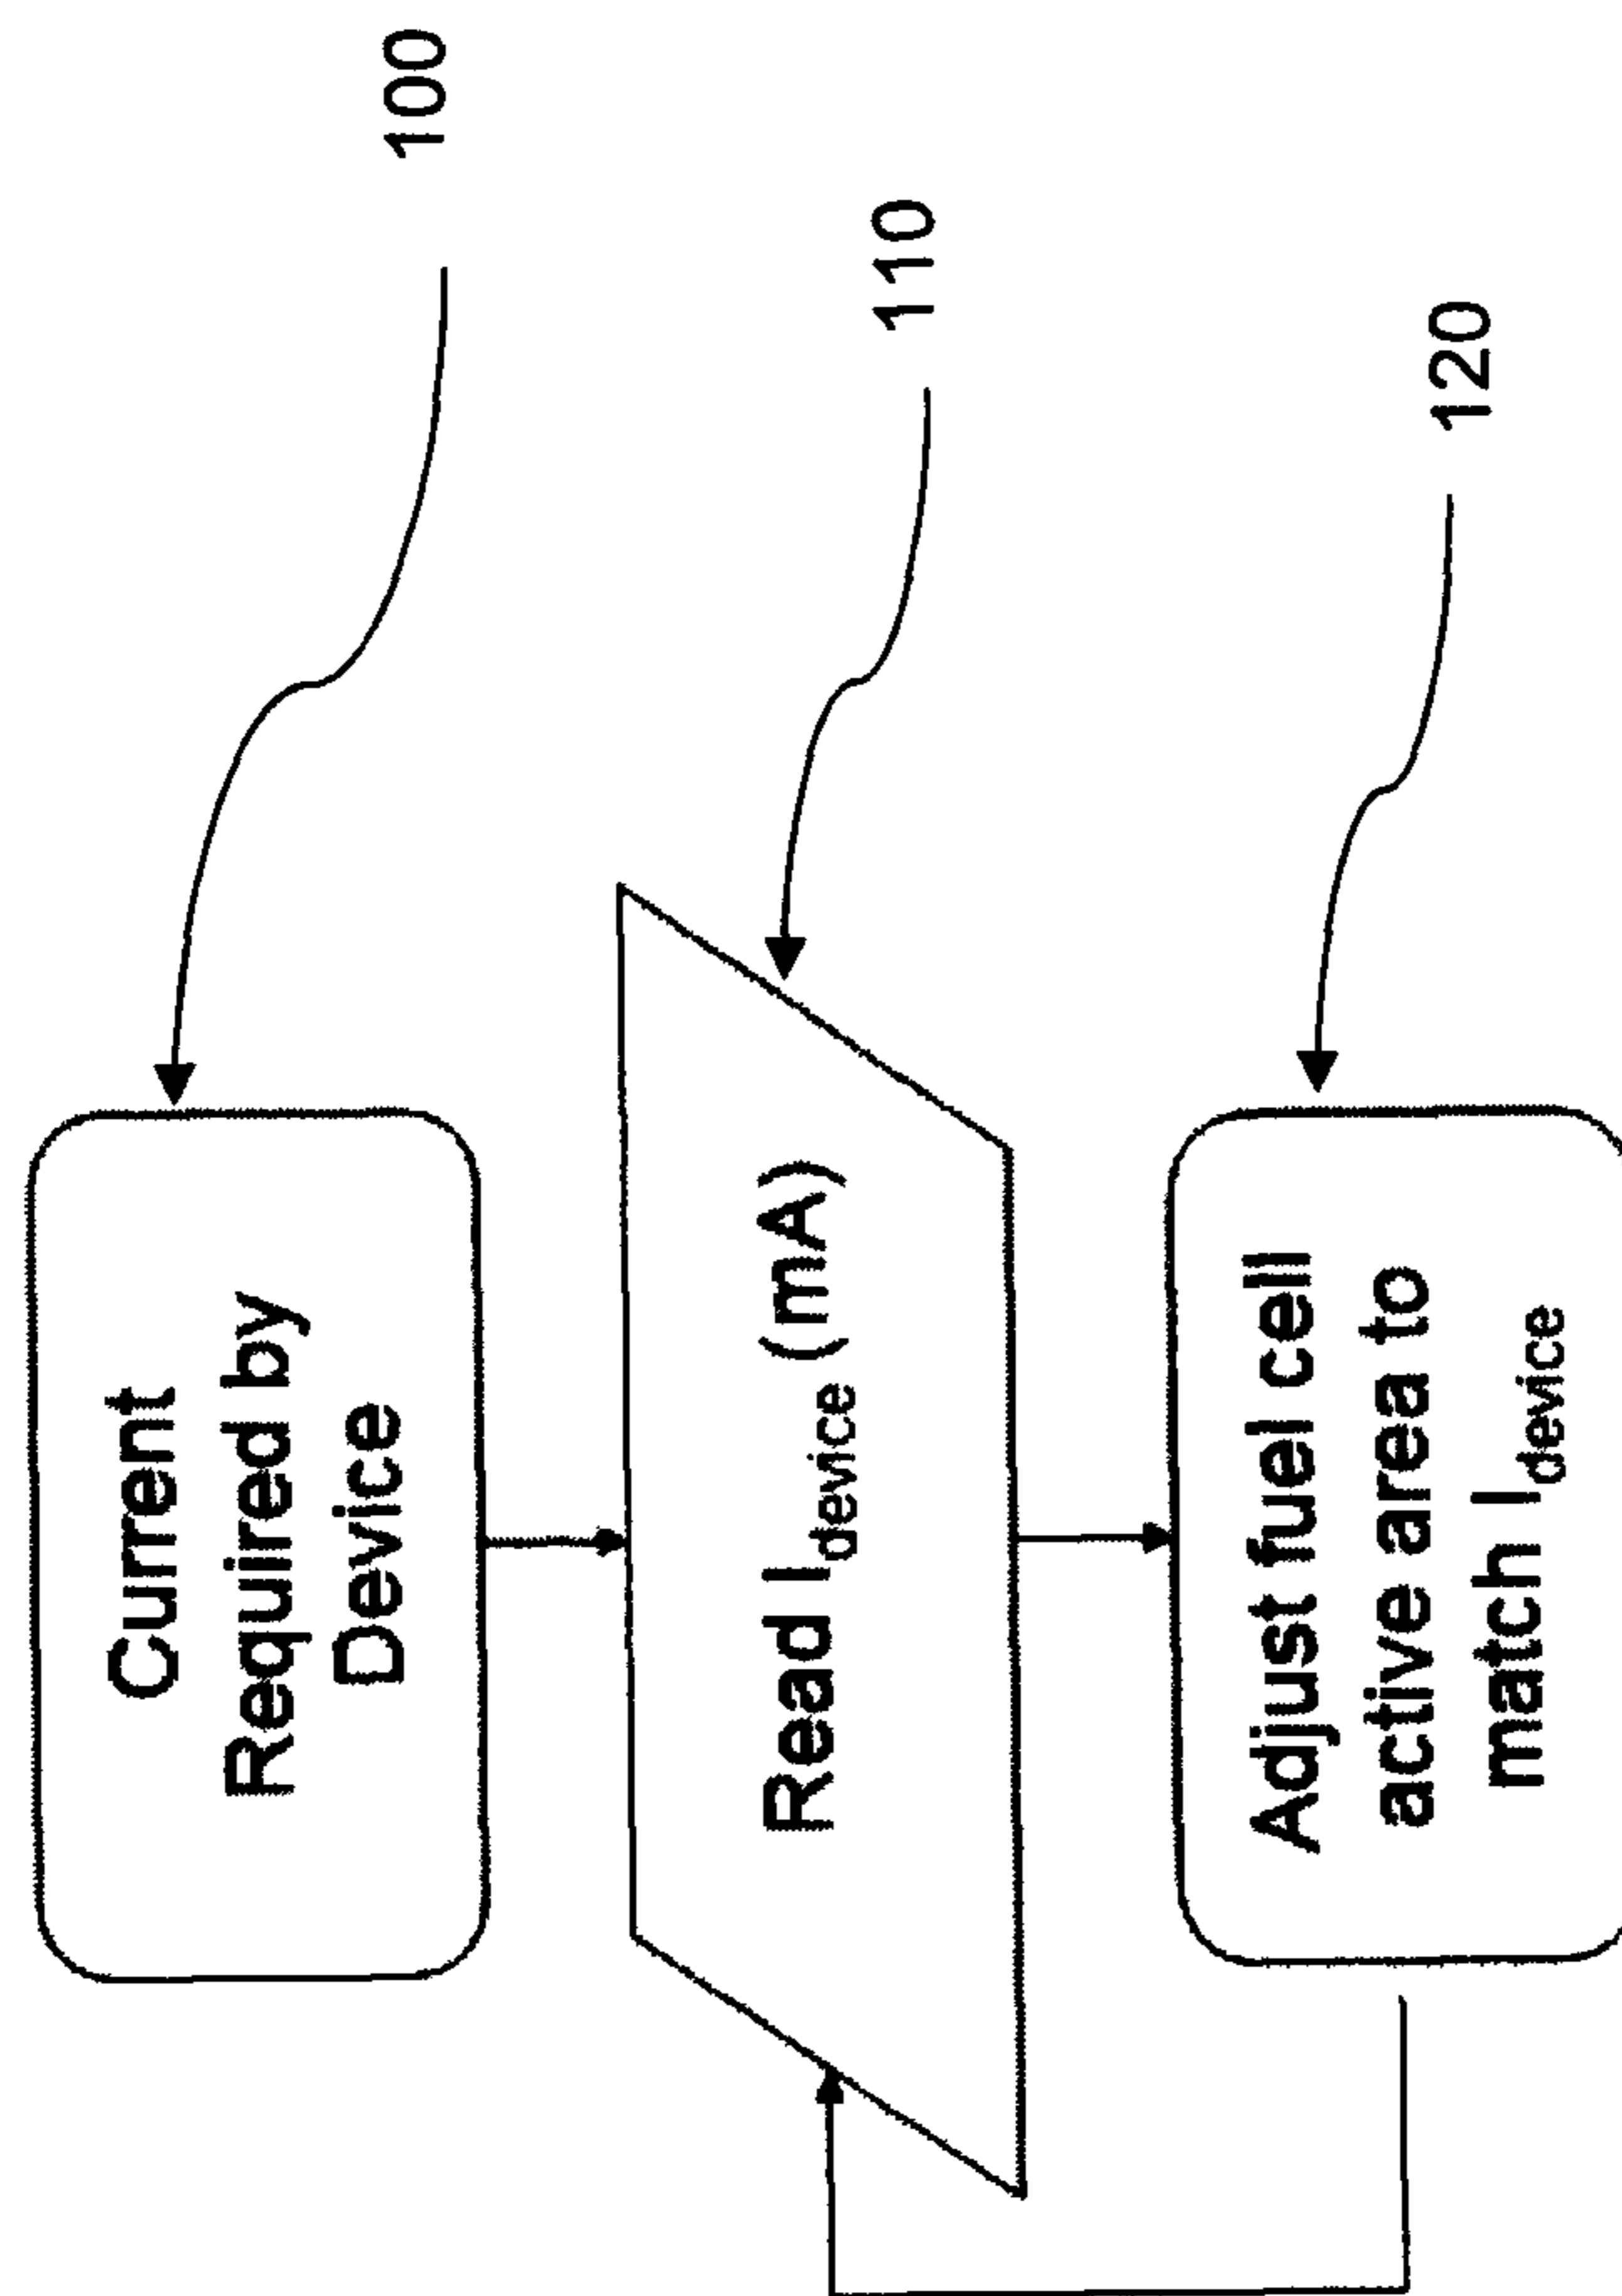 Current
Required by
Device
100
Read I_device (mA)
110
Adjust fuel cell
active area to
match I_device
120